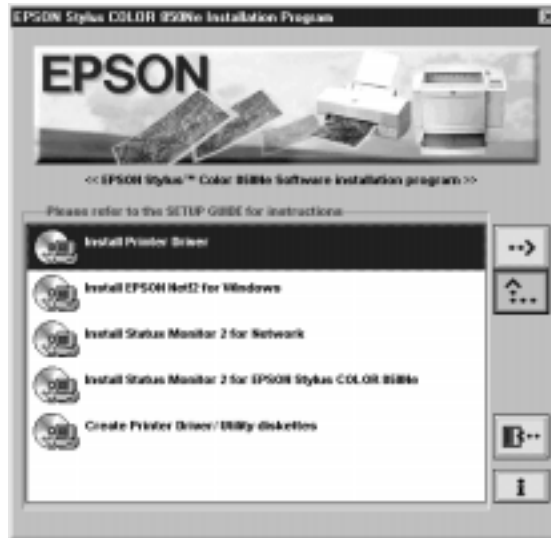 EPSON Stylus COLOR 850Ne Installation Program
EPSON
<< EPSON Stylus™ Color 850Ne Software installation program >>
Please refer to the SETUP GUIDE for instructions
Install Printer Driver
Install EPSON Net!2 for Windows
Install Status Monitor 2 for Network
Install Status Monitor 2 for EPSON Stylus COLOR 850Ne
Create Printer Driver/Utility diskettes